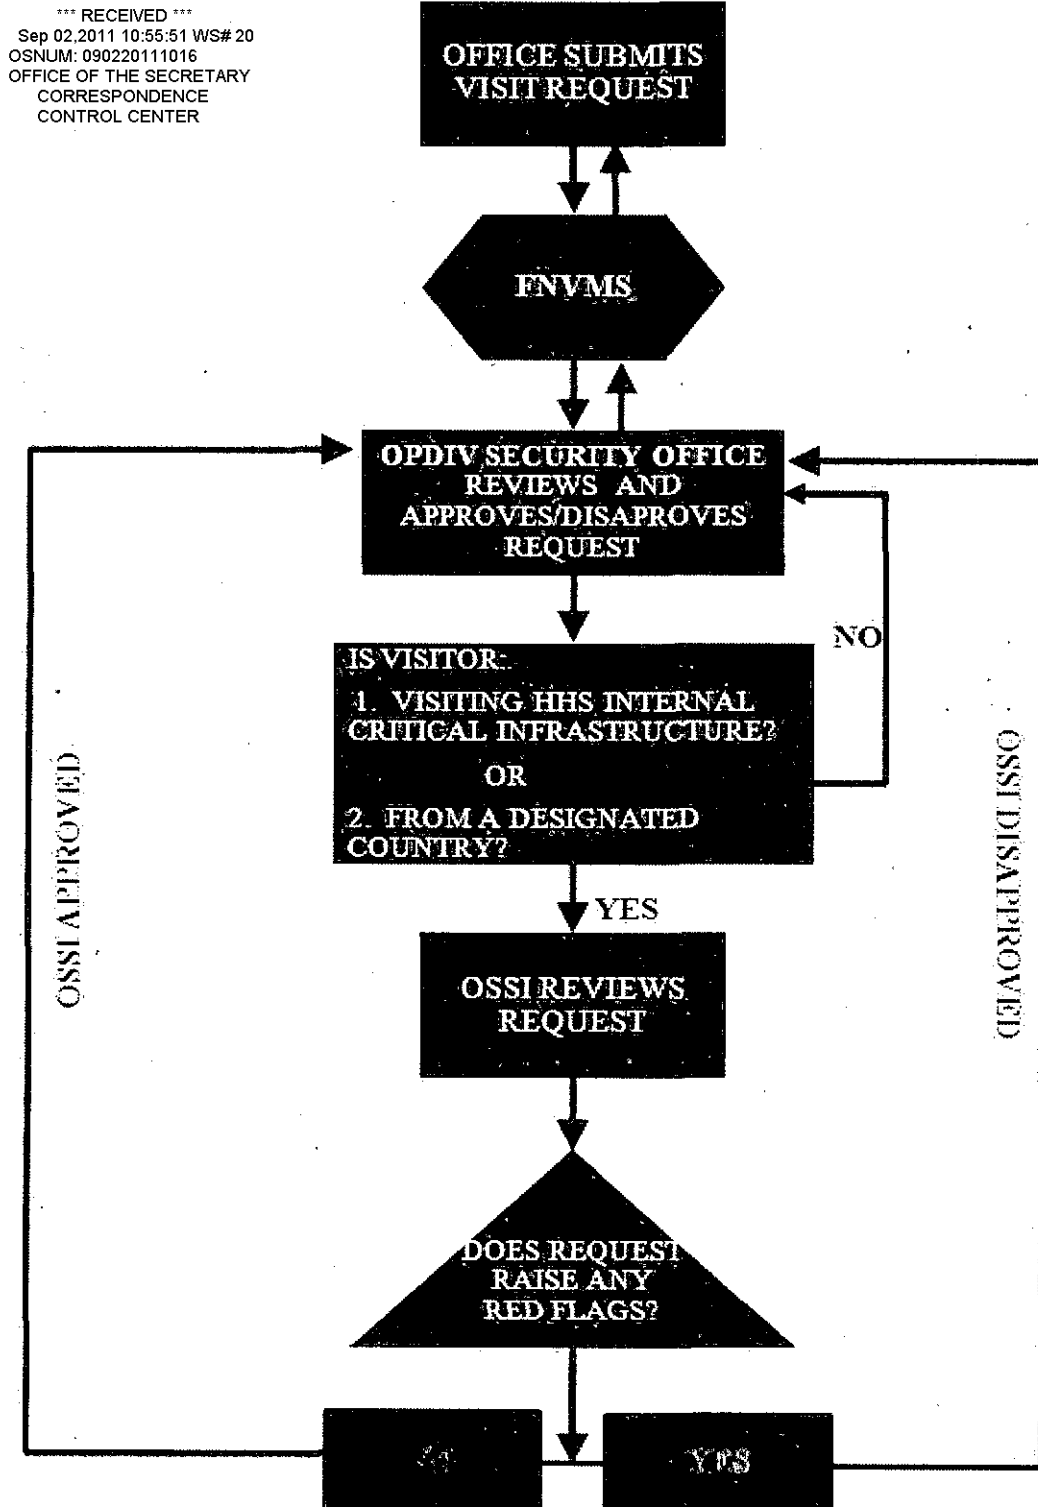 *** RECEIVED ***
Sep 02,2011 10:55:51 WS# 20
OSNUM: 090220111016
OFFICE OF THE SECRETARY
CORRESPONDENCE
CONTROL CENTER
OFFICE SUBMITS
VISIT REQUEST
FNVMS
OPDIV SECURITY OFFICE
REVIEWS AND
APPROVES/DISAPROVES
REQUEST
NO
IS VISITOR:
1. VISITING HHS INTERNAL
CRITICAL INFRASTRUCTURE?
OR
2. FROM A DESIGNATED
COUNTRY?
OSSI APPROVED
OSSI DISAPPROVED
YES
OSSI REVIEWS
REQUEST
DOES REQUEST
RAISE ANY
RED FLAGS?
YES